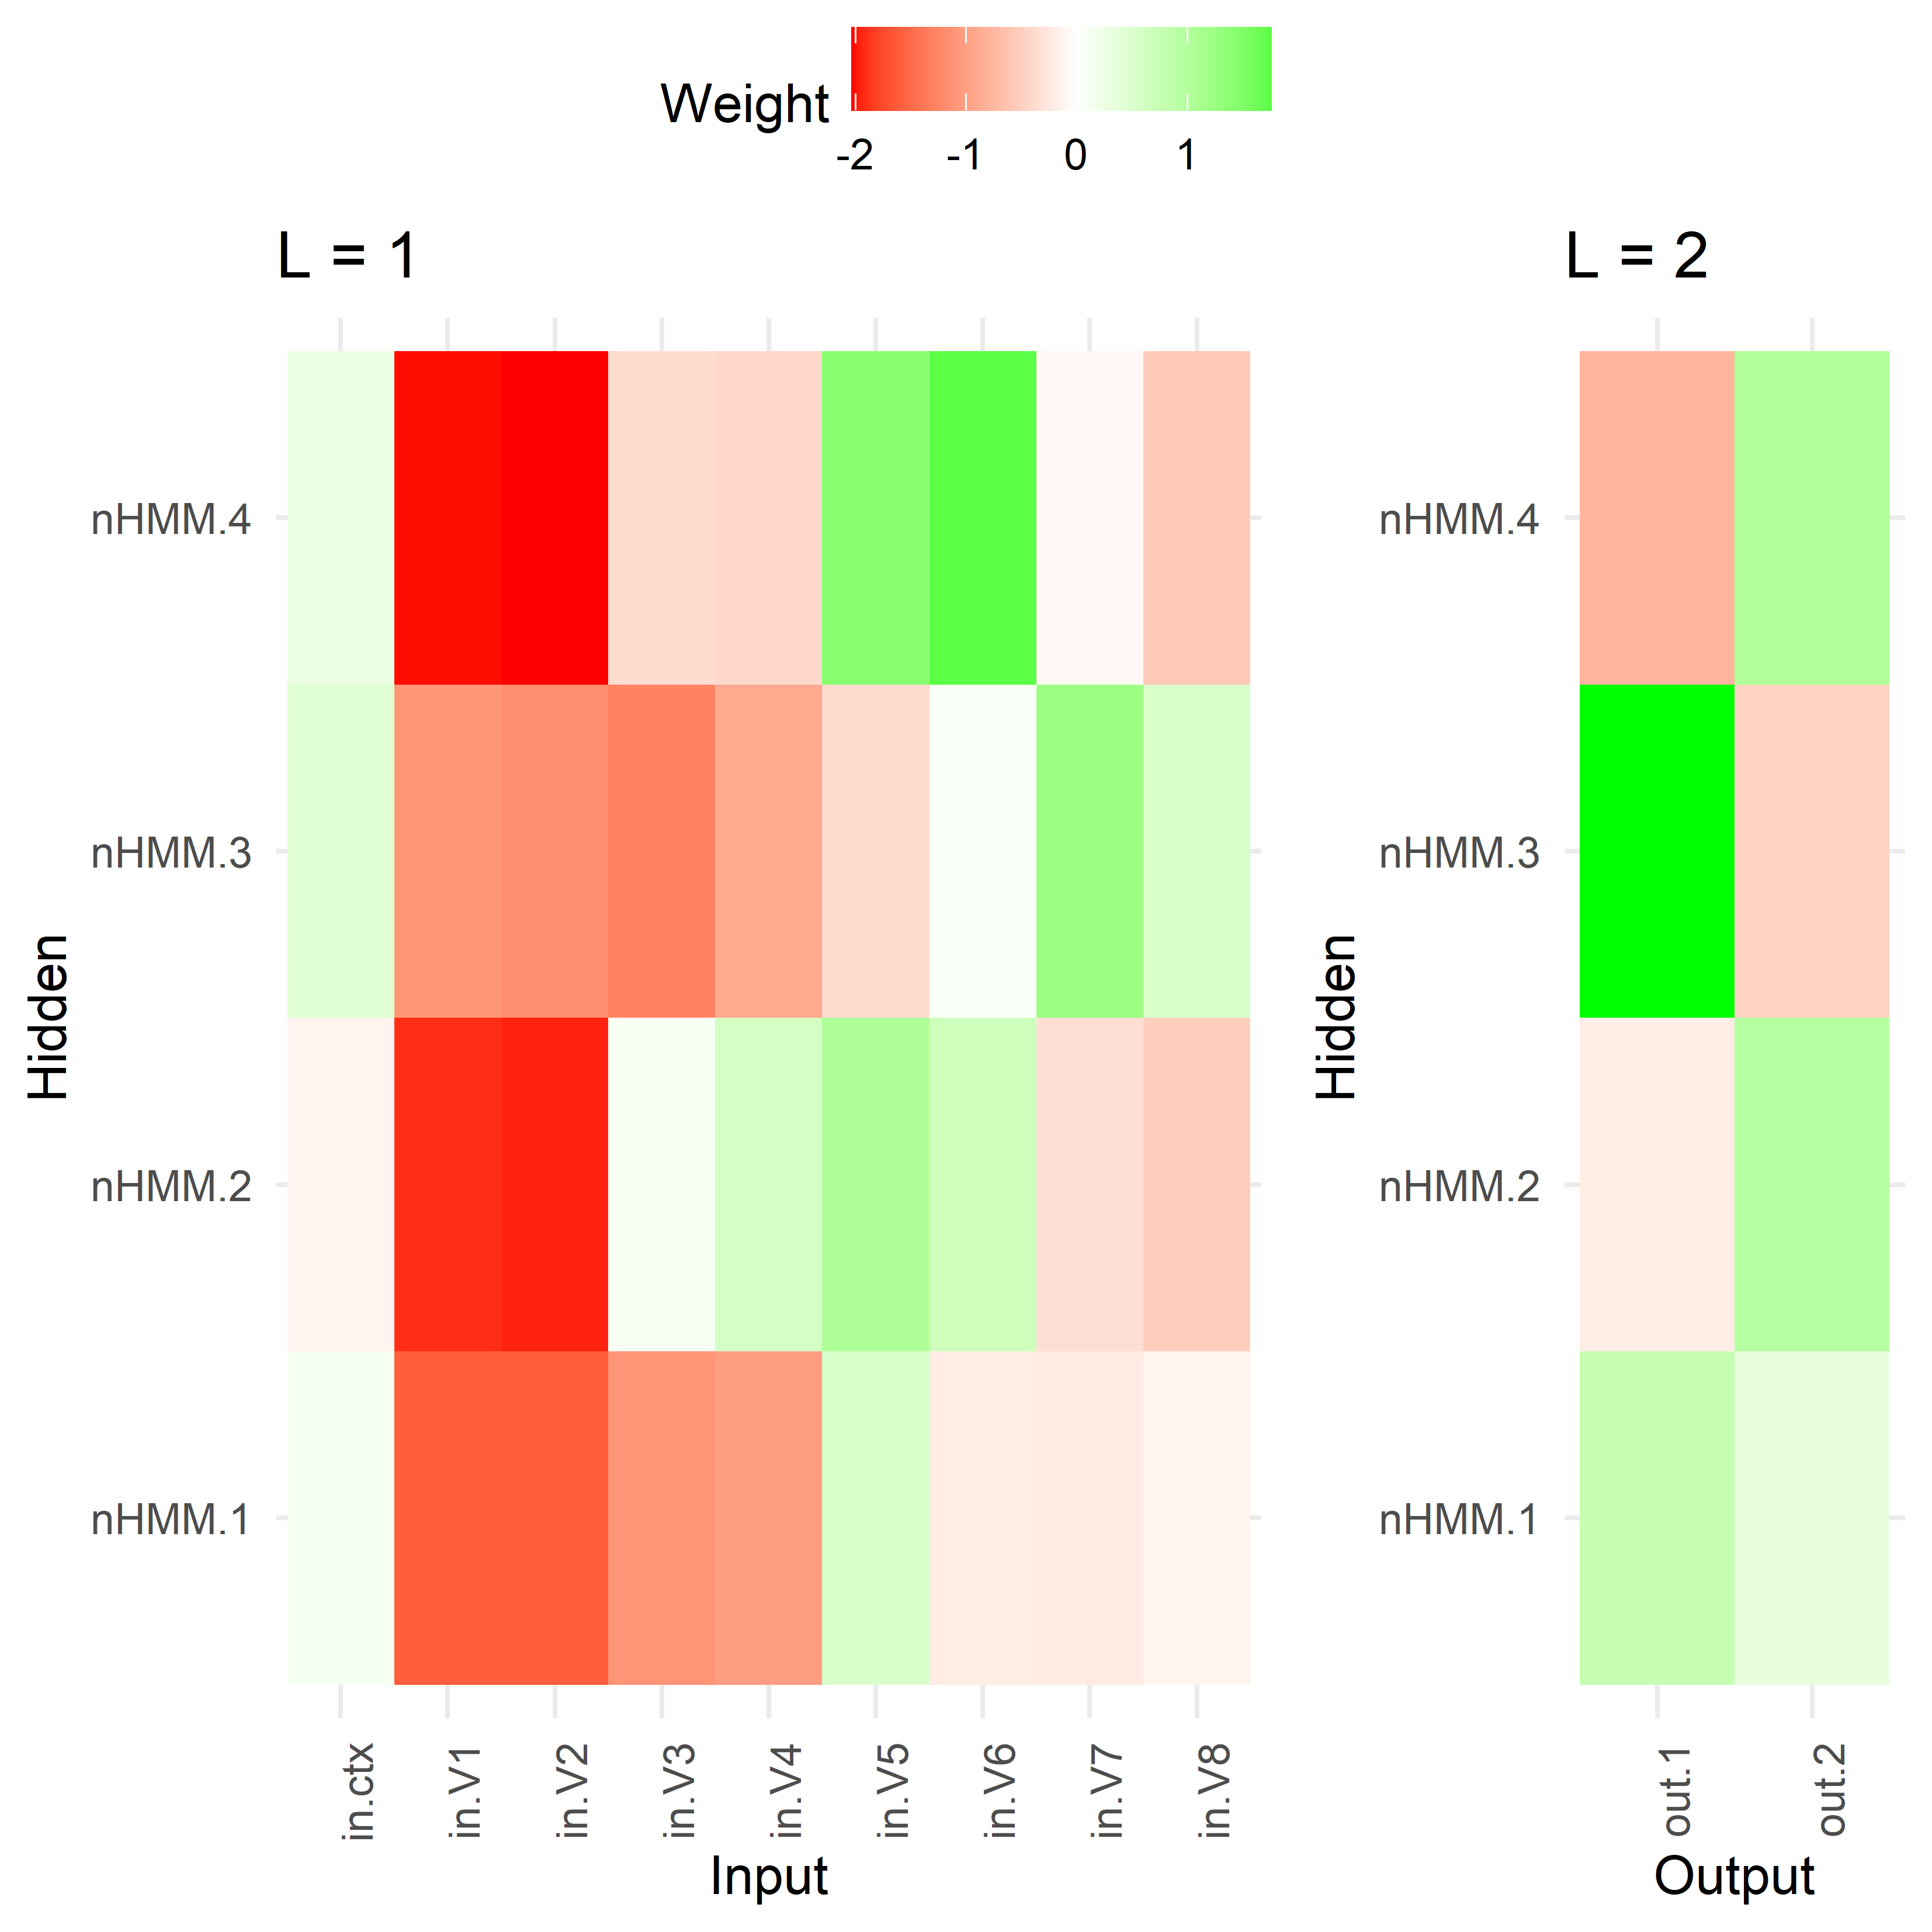 Weight
-2 -1 0 1
L = 1
L = 2
Hidden
nHMM.4
nHMM.3
nHMM.2
nHMM.1
in.ctx in.V1 in.V2 in.V3 in.V4 in.V5 in.V6 in.V7 in.V8
Input
Hidden
nHMM.4
nHMM.3
nHMM.2
nHMM.1
out.1 out.2
Output